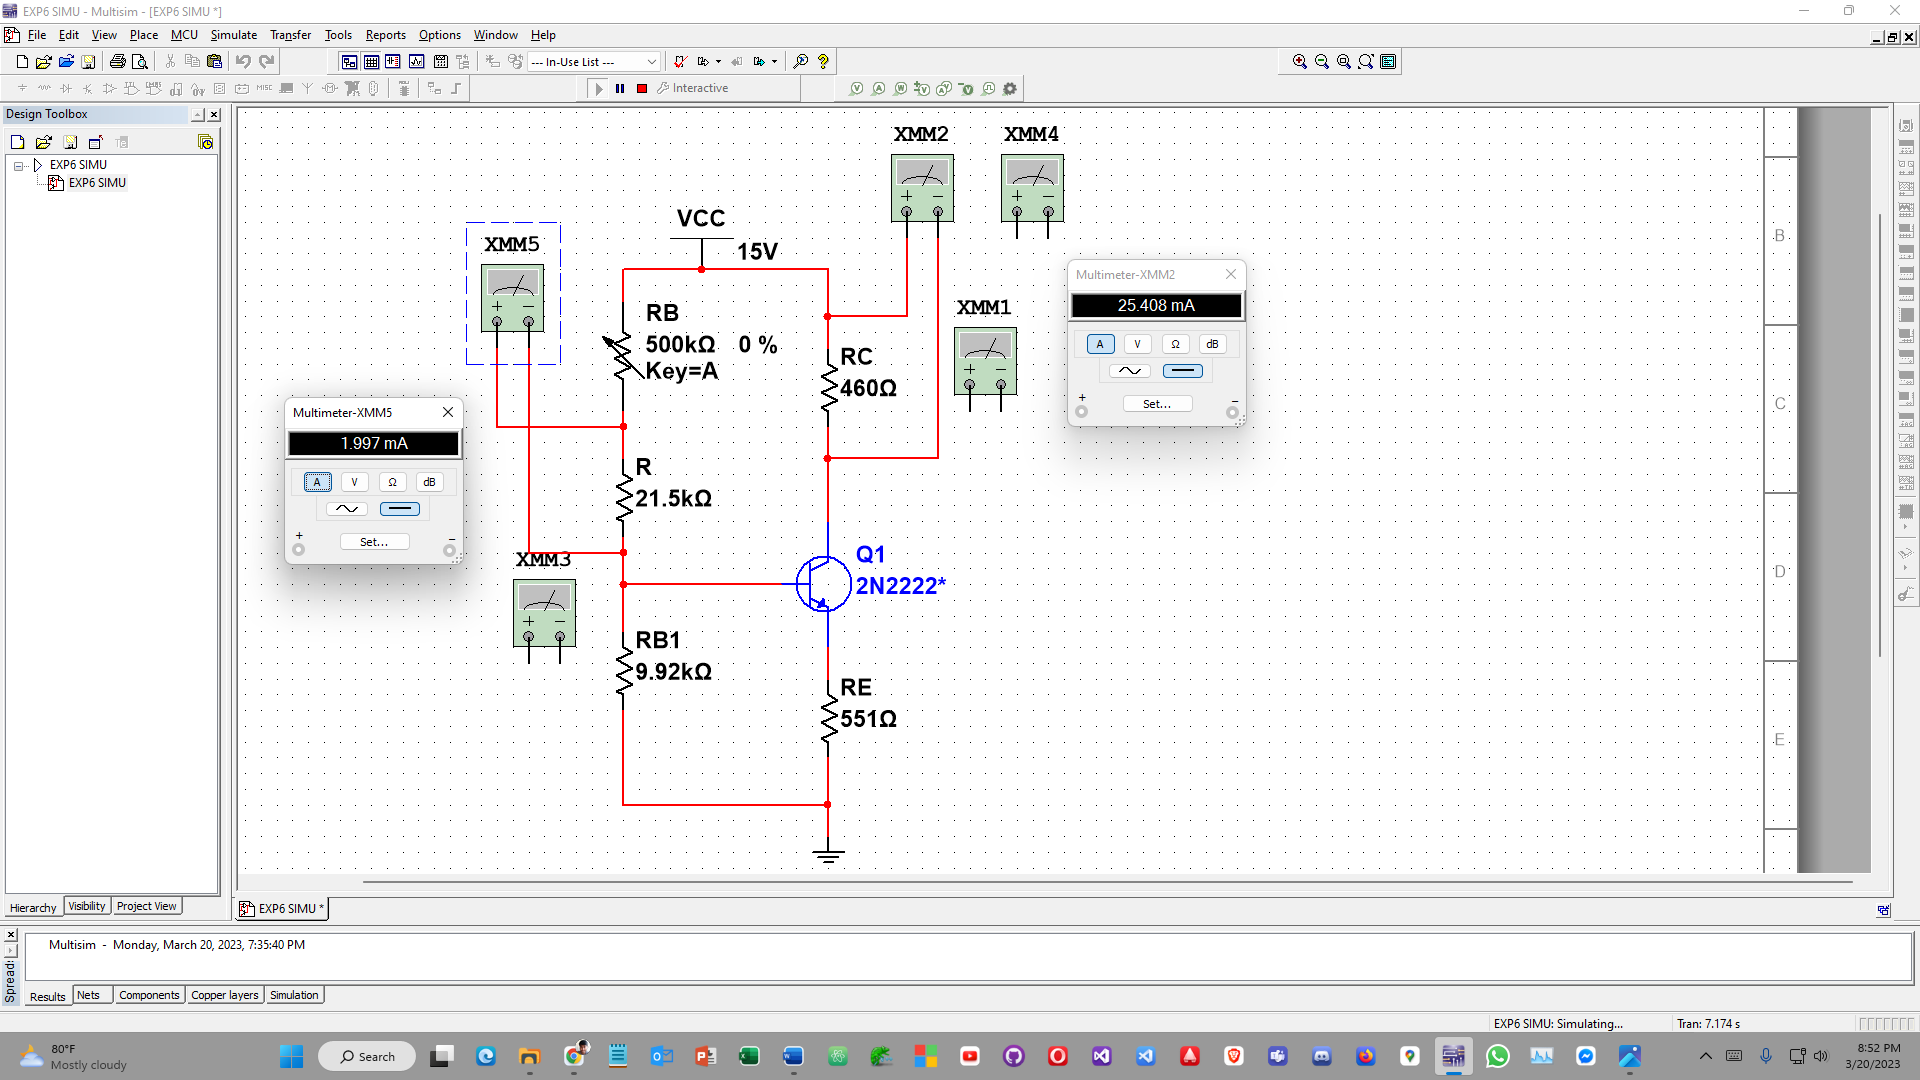 EXP6 SIMU - Multisim - [EXP6 SIMU *]
File Edit View Place MCU Simulate Transfer Tools Reports Options Window Help
--- In-Use List ---
Interactive
Design Toolbox
EXP6 SIMU
EXP6 SIMU
XMM2
XMM4
VCC
15V
XMM5
XMM1
RB
500kΩ 0 %
Key=A
RC
460Ω
R
21.5kΩ
XMM3
Q1
2N2222*
RB1
9.92kΩ
RE
551Ω
Multimeter-XMM2
25.408 mA
A V Ω dB
+ Set... −
Multimeter-XMM5
1.997 mA
A V Ω dB
+ Set... −
B
C
D
E
Hierarchy Visibility Project View
EXP6 SIMU *
Multisim - Monday, March 20, 2023, 7:35:40 PM
Results Nets Components Copper layers Simulation
EXP6 SIMU: Simulating... Tran: 7.174 s
80°F
Mostly cloudy
Search
8:52 PM
3/20/2023